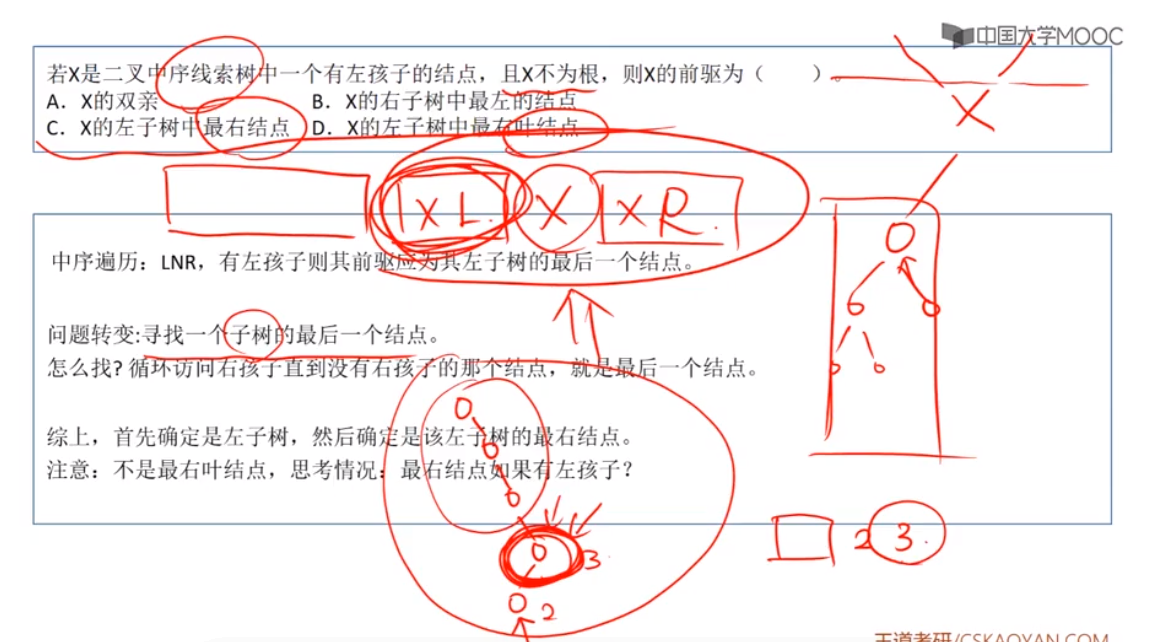 中国大学MOOC
若X是二叉中序线索树中一个有左孩子的结点，且X不为根，则X的前驱为（　　）。
A．X的双亲　　B．X的右子树中最左的结点
C．X的左子树中最右结点　D．X的左子树中最右叶结点
X
XL X XR
中序遍历：LNR，有左孩子则其前驱应为其左子树的最后一个结点。
问题转变:寻找一个子树的最后一个结点。
怎么找? 循环访问右孩子直到没有右孩子的那个结点，就是最后一个结点。
综上，首先确定是左子树，然后确定是该左子树的最右结点。
注意：不是最右叶结点，思考情况：最右结点如果有左孩子？
2 3
3
2
王道考研/CSKAOYAN.COM